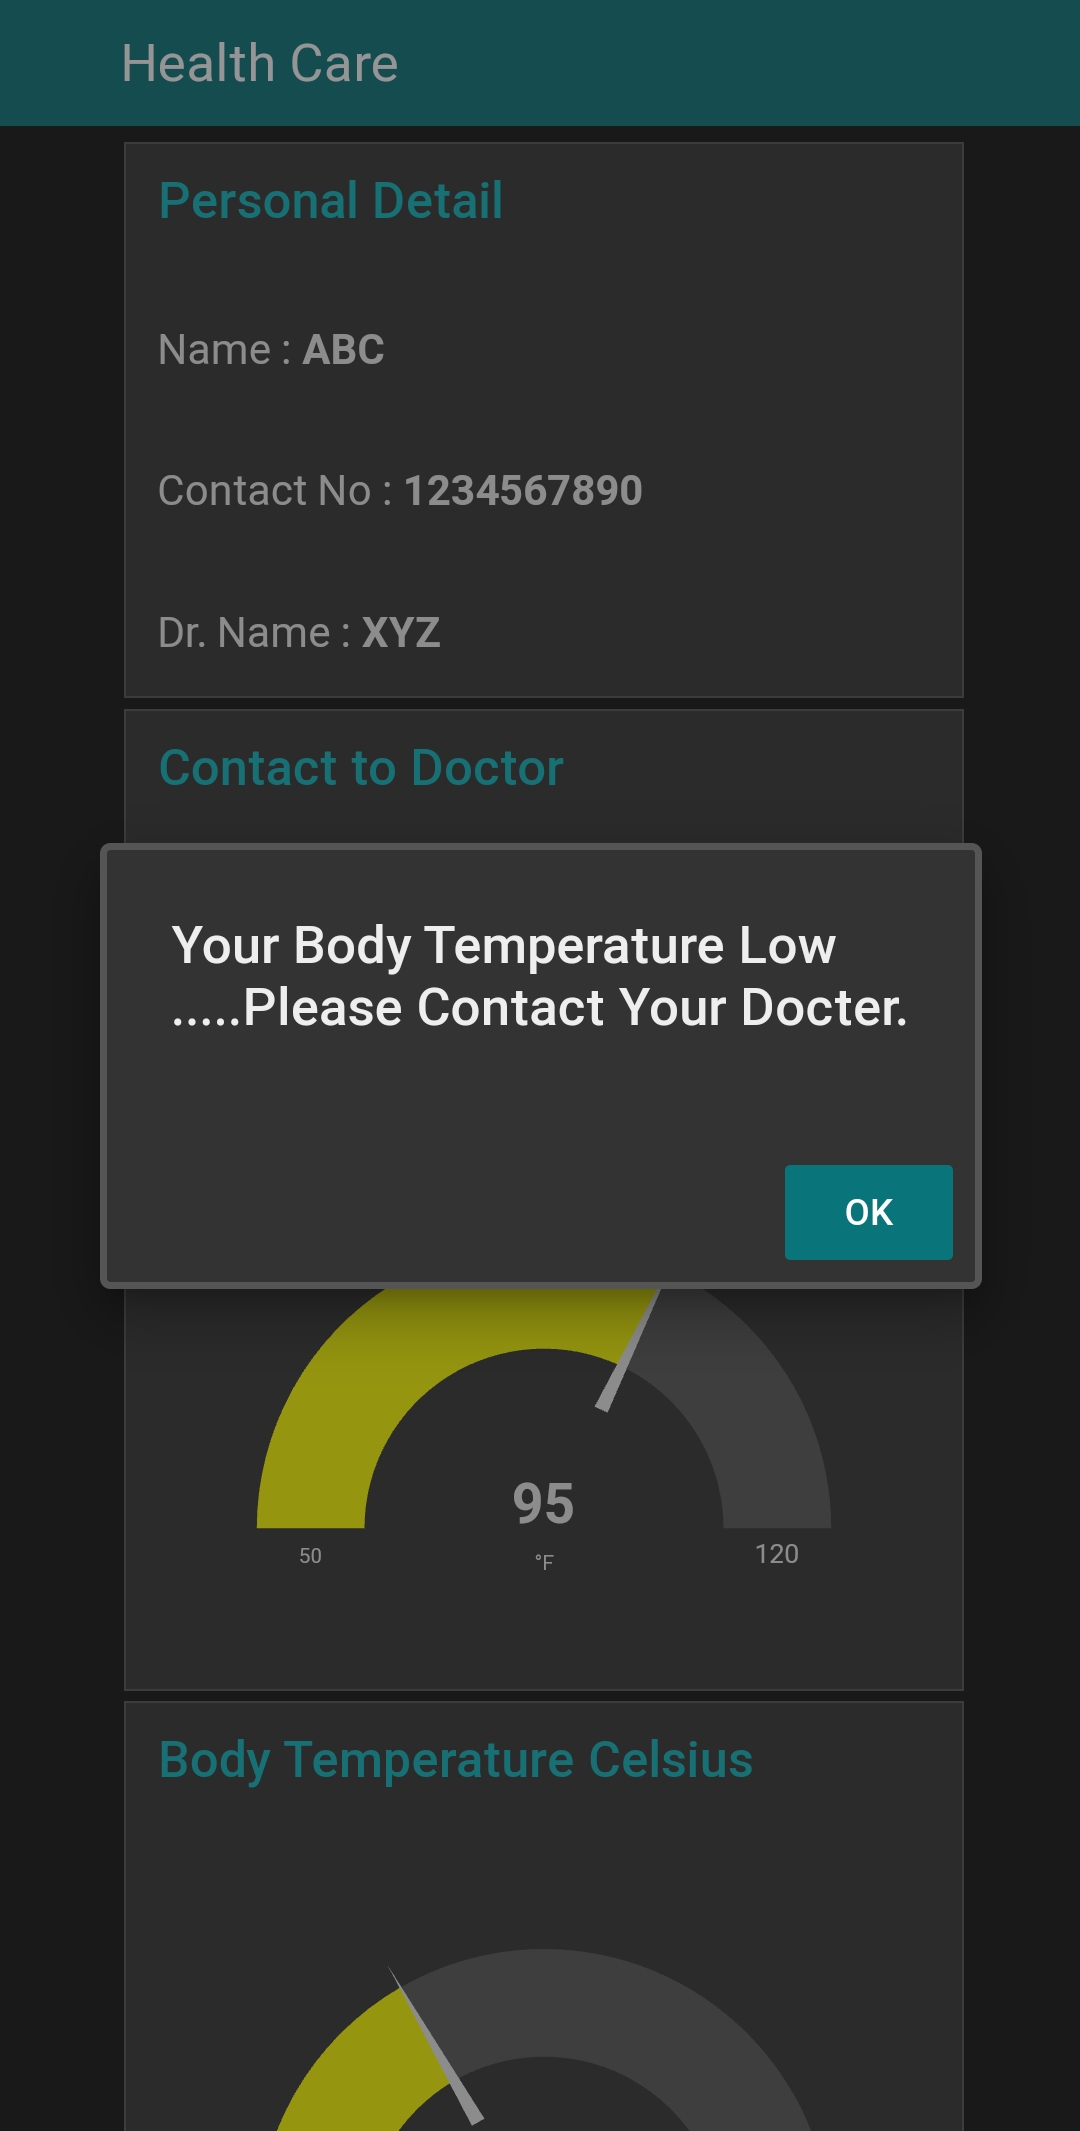 Health Care
Personal Detail
Name : ABC
Contact No : 1234567890
Dr. Name : XYZ
Contact to Doctor
Your Body Temperature Low
.....Please Contact Your Docter.
OK
95
50
°F
120
Body Temperature Celsius